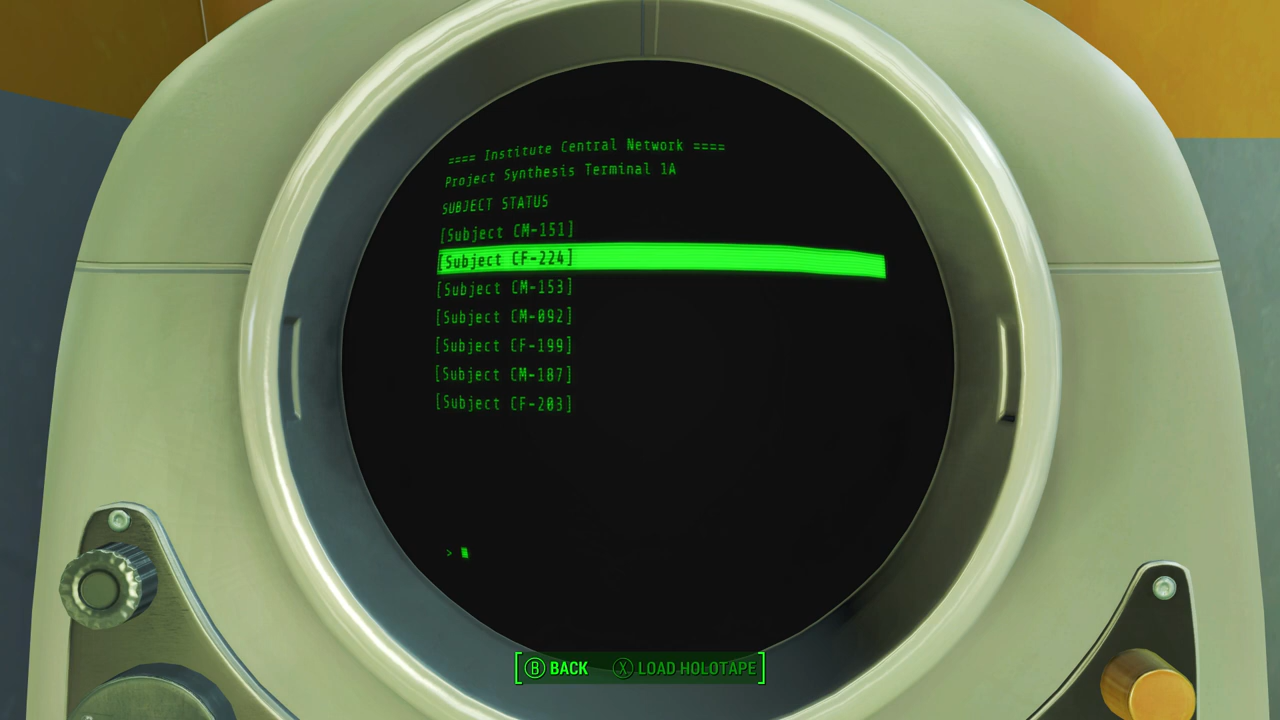 ==== Institute Central Network ====
Project Synthesis Terminal 1A
SUBJECT STATUS
[Subject CM-151]
[Subject CF-224]
[Subject CM-153]
[Subject CM-092]
[Subject CF-199]
[Subject CM-187]
[Subject CF-203]
>
[Ⓑ BACK Ⓧ LOAD HOLOTAPE]